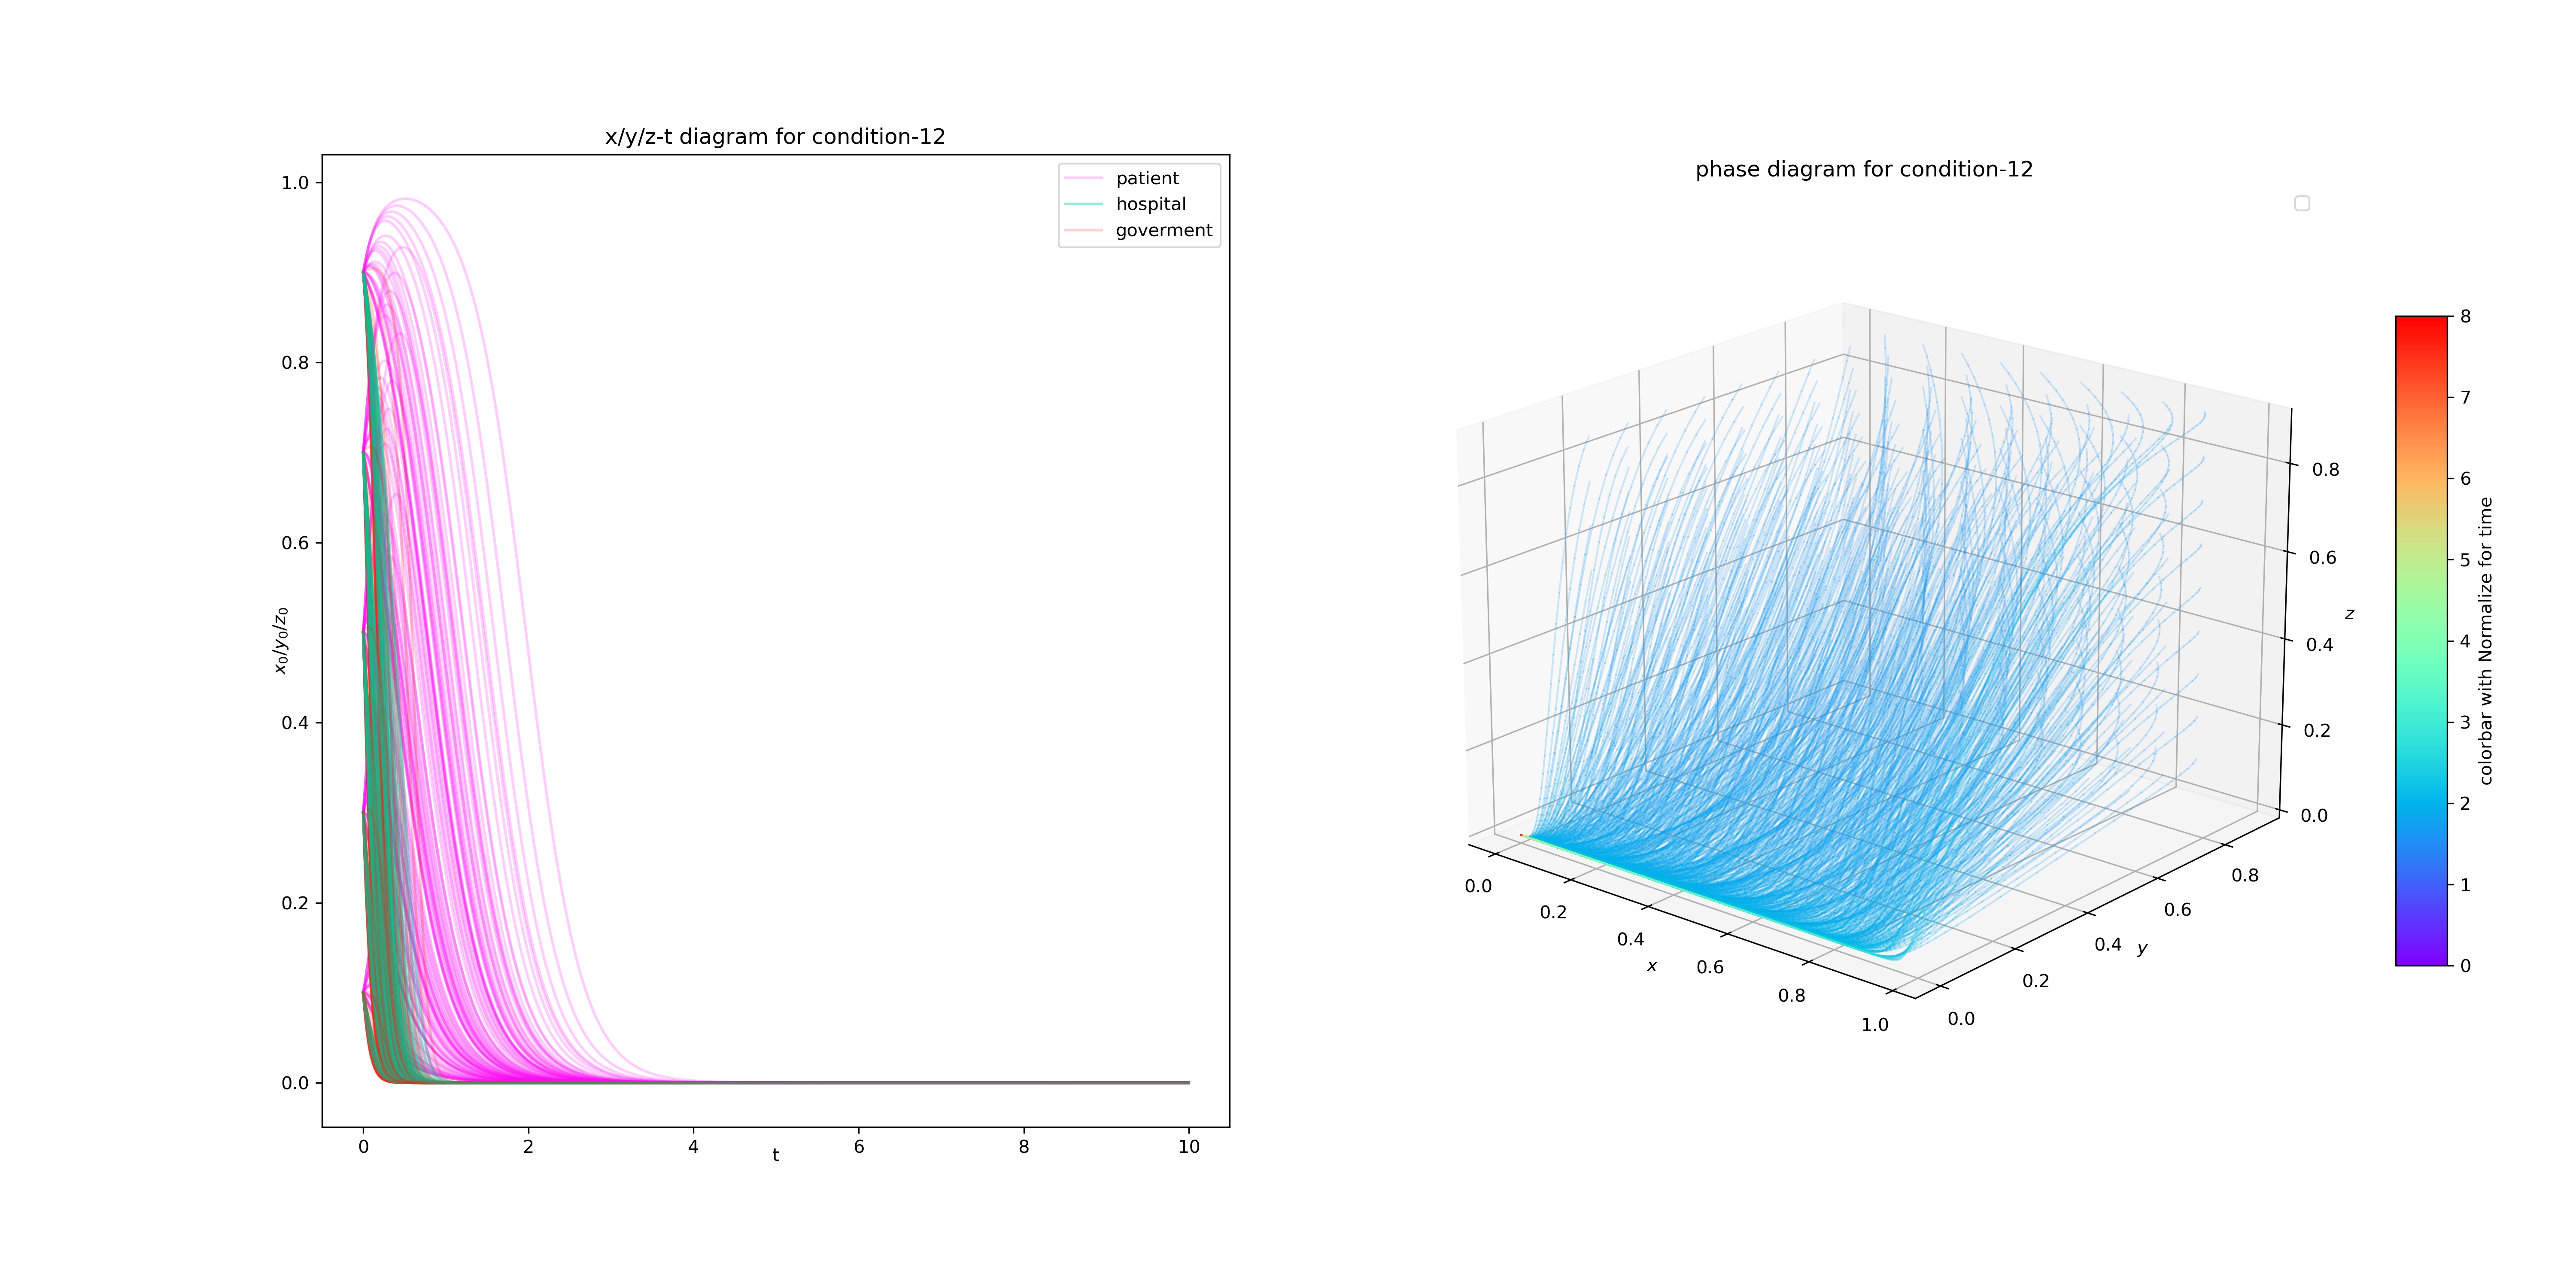 x/y/z-t diagram for condition-12
patient
hospital
goverment
1.0
0.8
0.6
0.4
0.2
0.0
x₀/y₀/z₀
0 2 4 6 8 10
t
phase diagram for condition-12
0.8
0.6
0.4
0.2
0.0
z
0.0 0.2 0.4 0.6 0.8 1.0
x
0.0 0.2 0.4 0.6 0.8
y
8
7
6
5
4
3
2
1
0
colorbar with Normalize for time